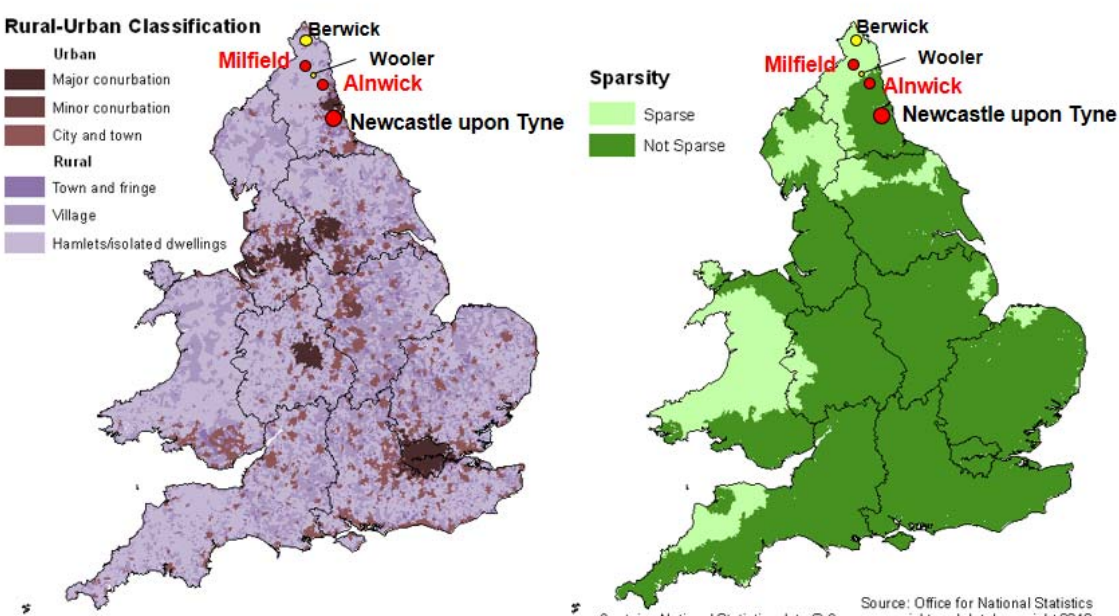 Rural-Urban Classification
Urban
Major conurbation
Minor conurbation
City and town
Rural
Town and fringe
Village
Hamlets/isolated dwellings
Berwick
Milfield
Wooler
Alnwick
Newcastle upon Tyne
Sparsity
Sparse
Not Sparse
Berwick
Milfield
Wooler
Alnwick
Newcastle upon Tyne
Source: Office for National Statistics